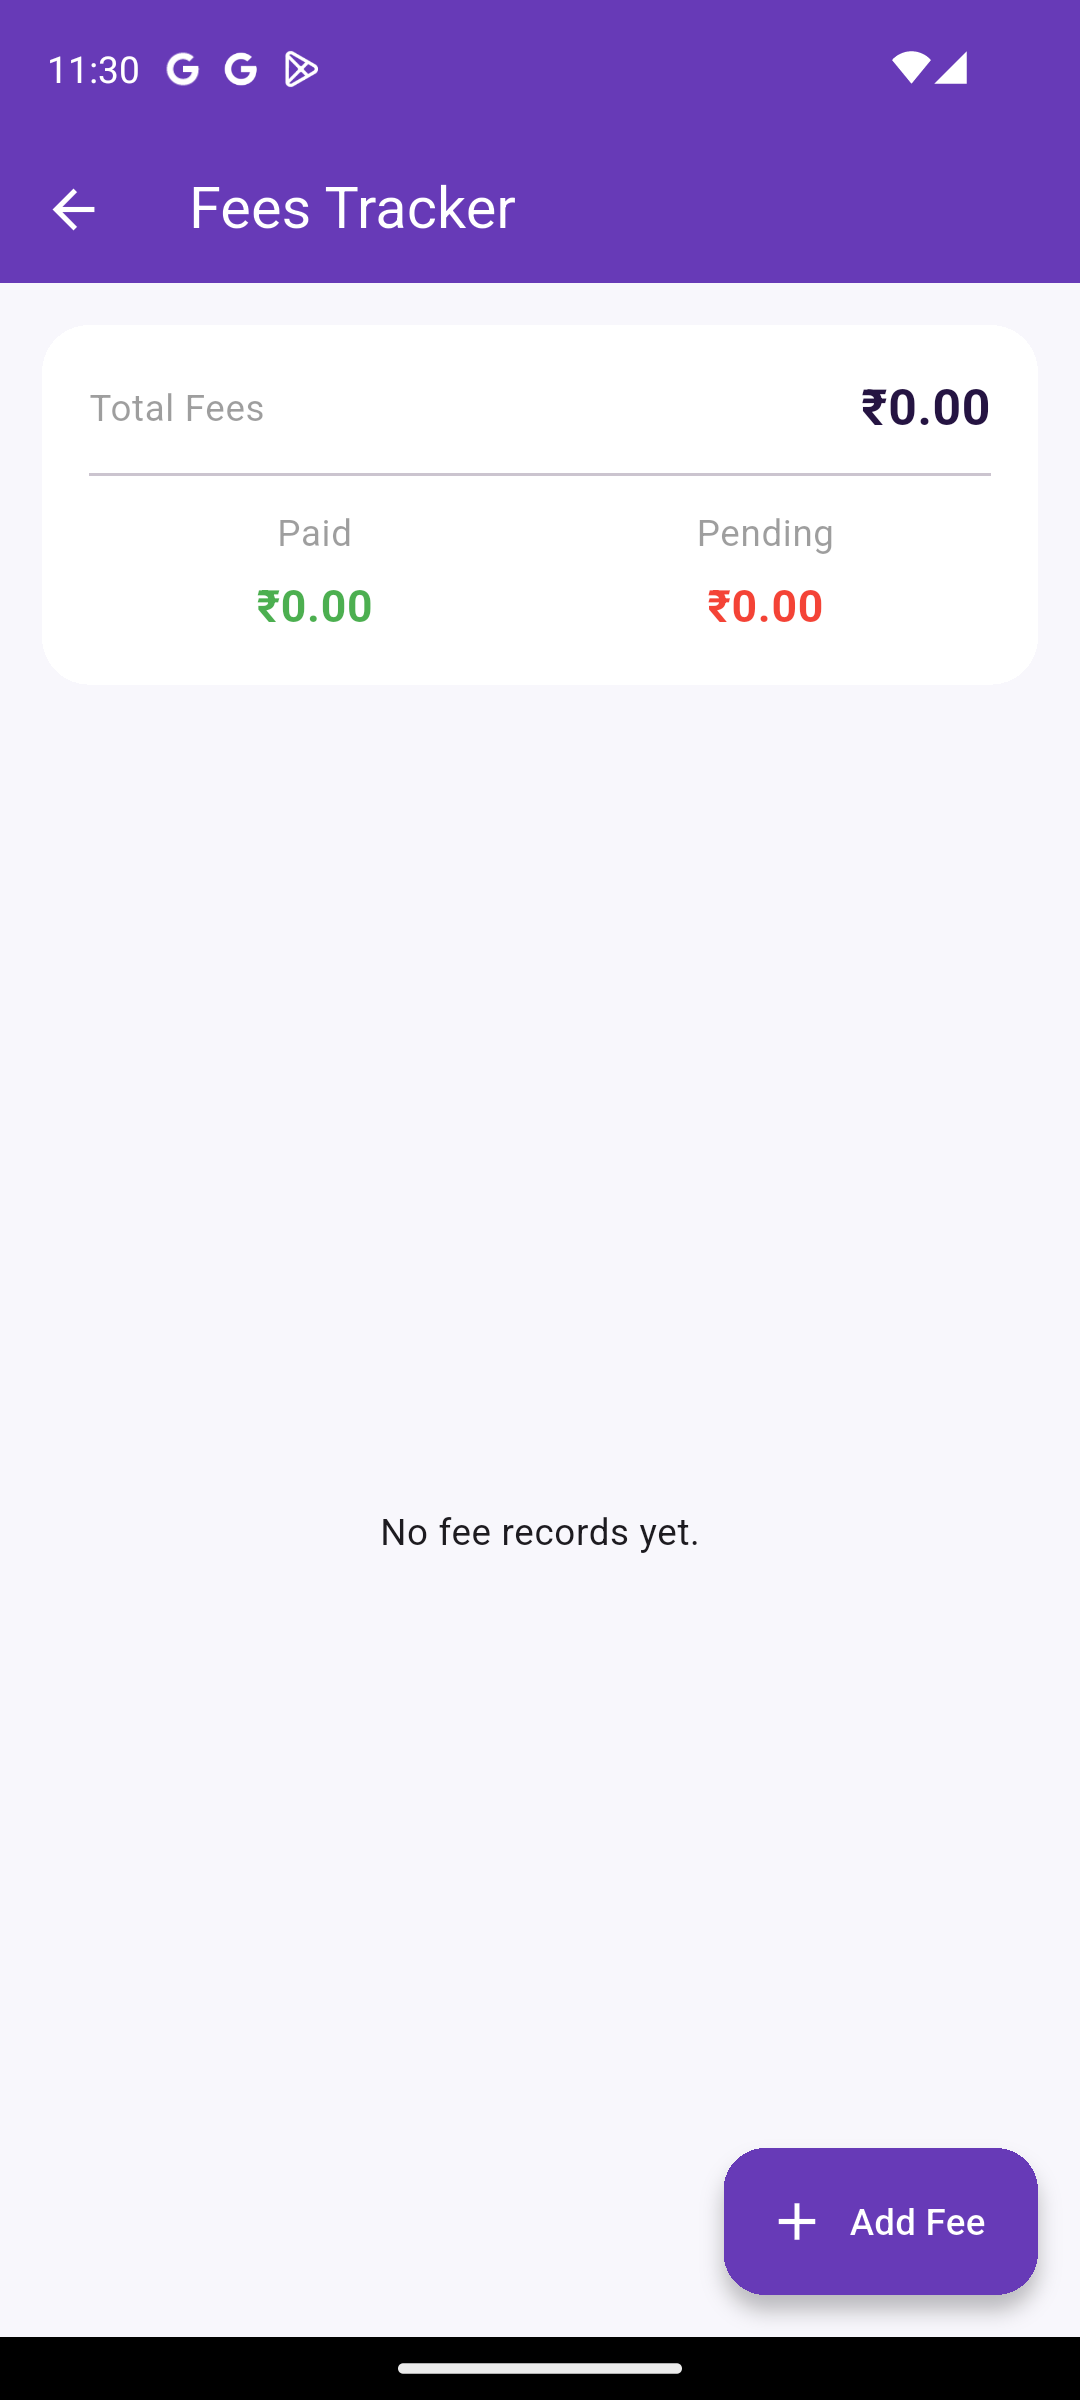 11:30
Fees Tracker
Total Fees ₹0.00
Paid Pending
₹0.00 ₹0.00
No fee records yet.
Add Fee